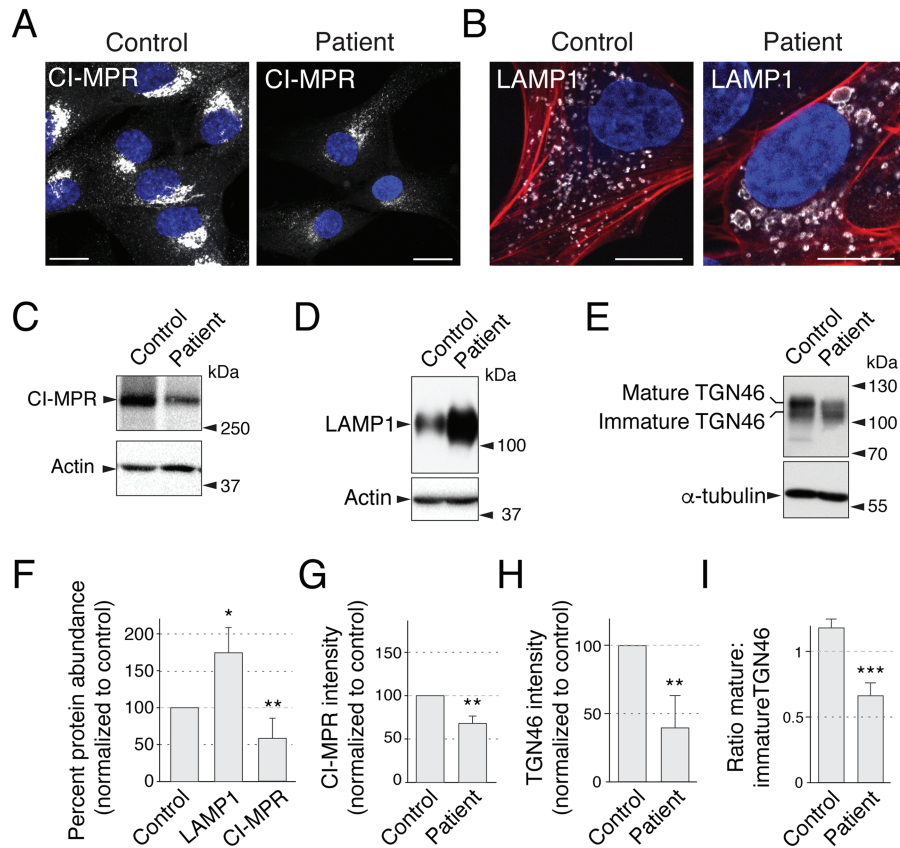 A
Control
Patient
CI-MPR
CI-MPR
B
Control
Patient
LAMP1
LAMP1
C
Control
Patient
kDa
CI-MPR
250
Actin
37
D
Control
Patient
kDa
LAMP1
100
Actin
37
E
Control
Patient
kDa
130
Mature TGN46
Immature TGN46
100
70
α-tubulin
55
F
Percent protein abundance
(normalized to control)
200
150
100
50
0
*
**
Control
LAMP1
CI-MPR
G
CI-MPR intensity
(normalized to control)
150
100
50
0
**
Control
Patient
H
TGN46 intensity
(normalized to control)
100
50
0
**
Control
Patient
I
Ratio mature:
immatureTGN46
1
0.5
0
***
Control
Patient